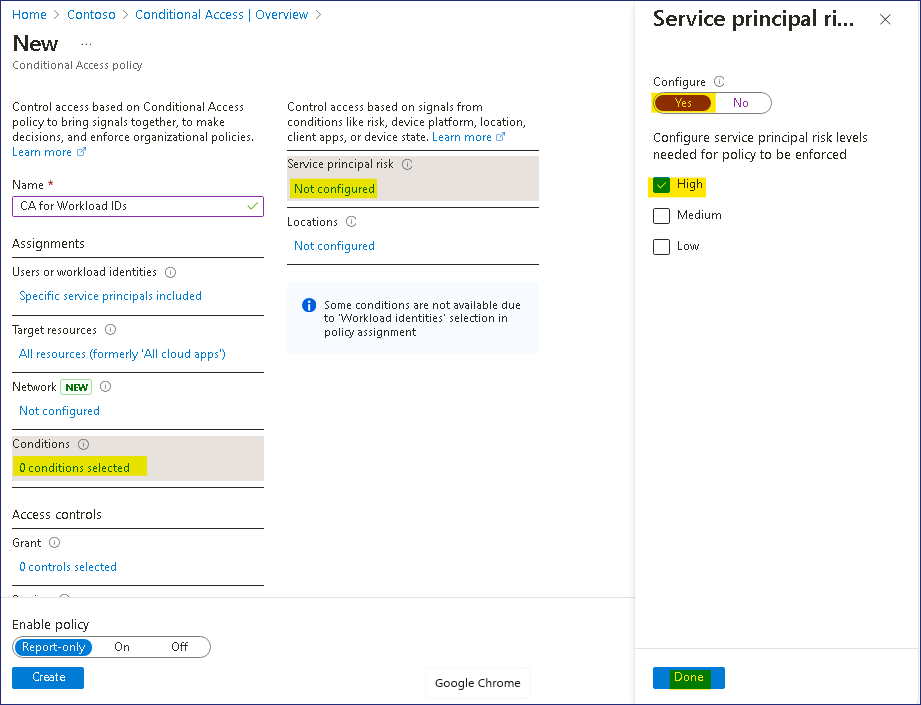 Home > Contoso > Conditional Access | Overview >
New ...
Conditional Access policy
Control access based on Conditional Access
policy to bring signals together, to make
decisions, and enforce organizational policies.
Learn more
Name *
CA for Workload IDs
Assignments
Users or workload identities
Specific service principals included
Target resources
All resources (formerly 'All cloud apps')
Network NEW
Not configured
Conditions
0 conditions selected
Access controls
Grant
0 controls selected
Enable policy
Report-only On Off
Create
Control access based on signals from
conditions like risk, device platform, location,
client apps, or device state. Learn more
Service principal risk
Not configured
Locations
Not configured
Some conditions are not available due
to 'Workload identities' selection in
policy assignment
Google Chrome
Service principal ri...
Configure
Yes No
Configure service principal risk levels
needed for policy to be enforced
High
Medium
Low
Done